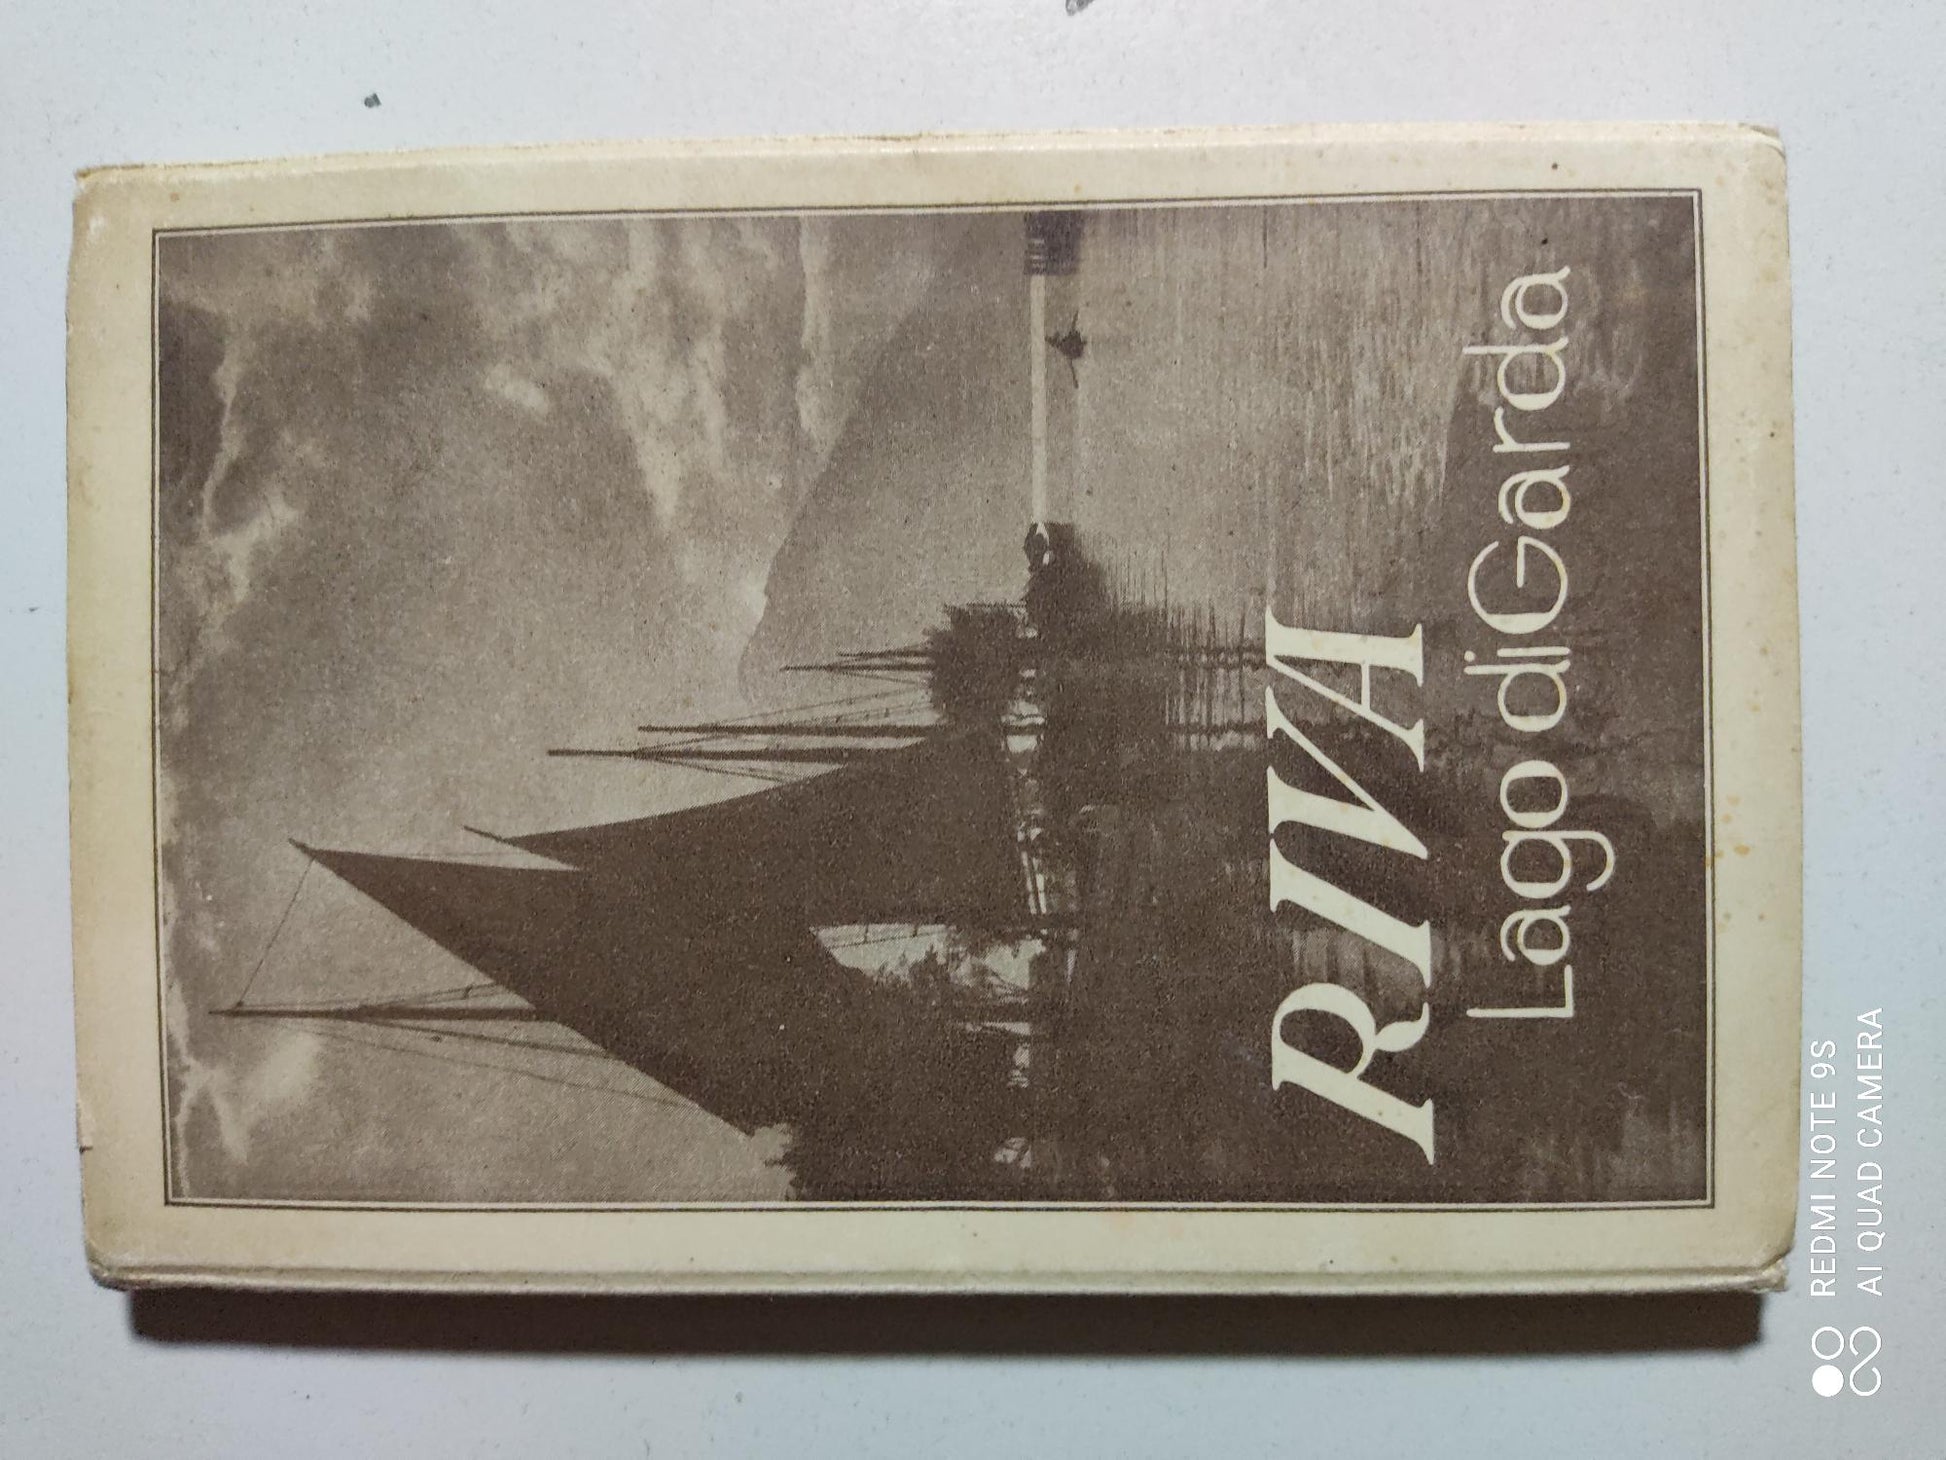 RIVA
Lago di Garda
REDMI NOTE 9S
AI QUAD CAMERA